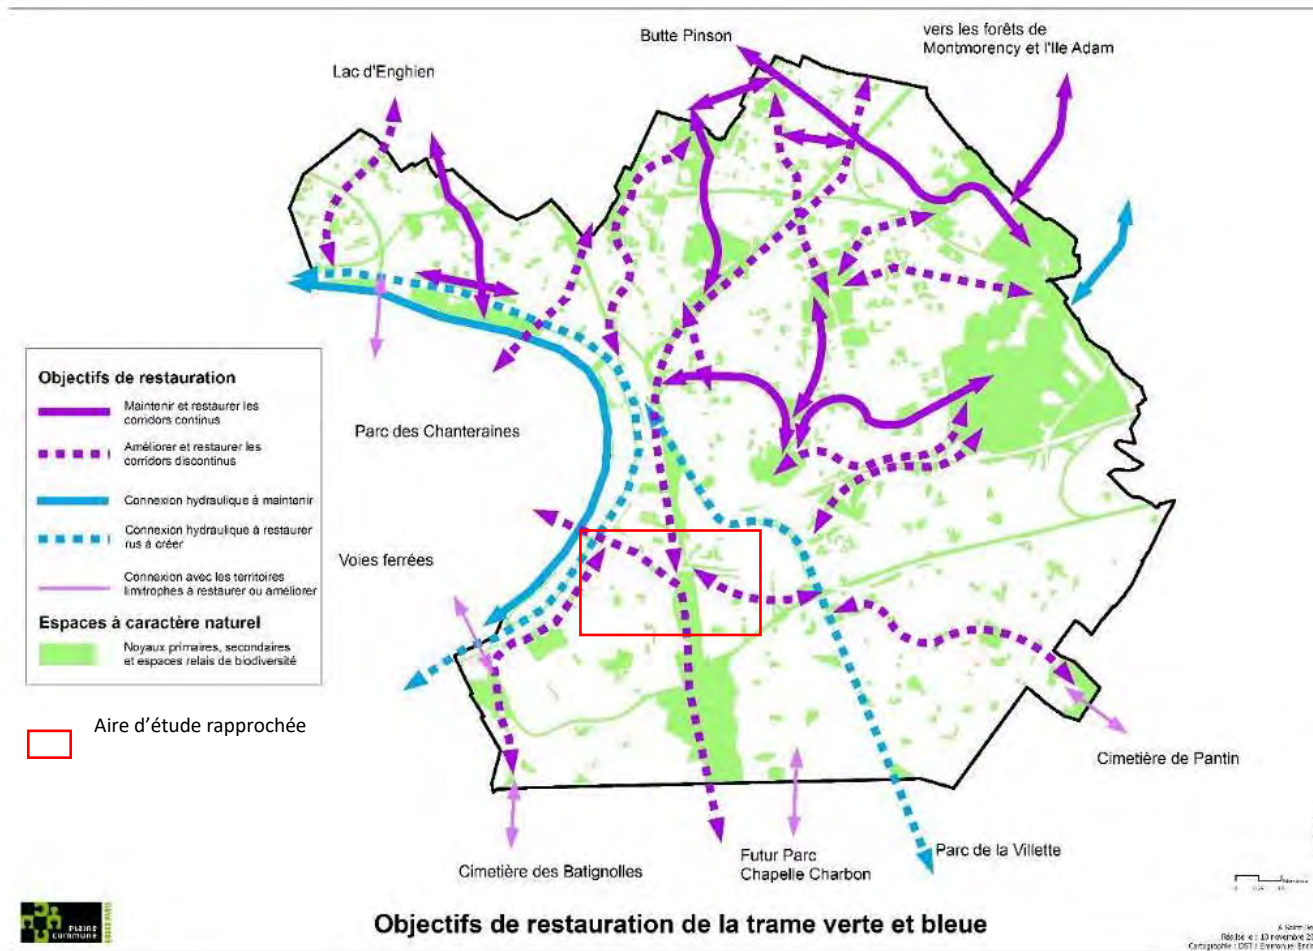 Butte Pinson
vers les forêts de
Montmorency et l'Ile Adam
Lac d'Enghien
Objectifs de restauration
Maintenir et restaurer les
corridors continus
Améliorer et restaurer les
corridors discontinus
Connexion hydraulique à maintenir
Connexion hydraulique à restaurer
rus à créer
Connexion avec les territoires
limitrophes à restaurer ou améliorer
Espaces à caractère naturel
Noyaux primaires, secondaires
et espaces relais de biodiversité
Aire d'étude rapprochée
Parc des Chanteraines
Voies ferrées
Cimetière de Pantin
Cimetière des Batignolles
Futur Parc
Chapelle Charbon
Parc de la Villette
plaine
commune
GRAND PARIS
Objectifs de restauration de la trame verte et bleue